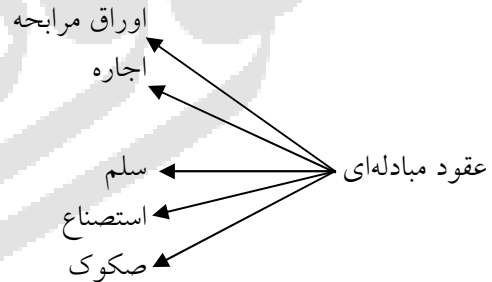 اوراق مرابحه
اجاره
عقود مبادله‌ای
سلم
استصناع
صکوک